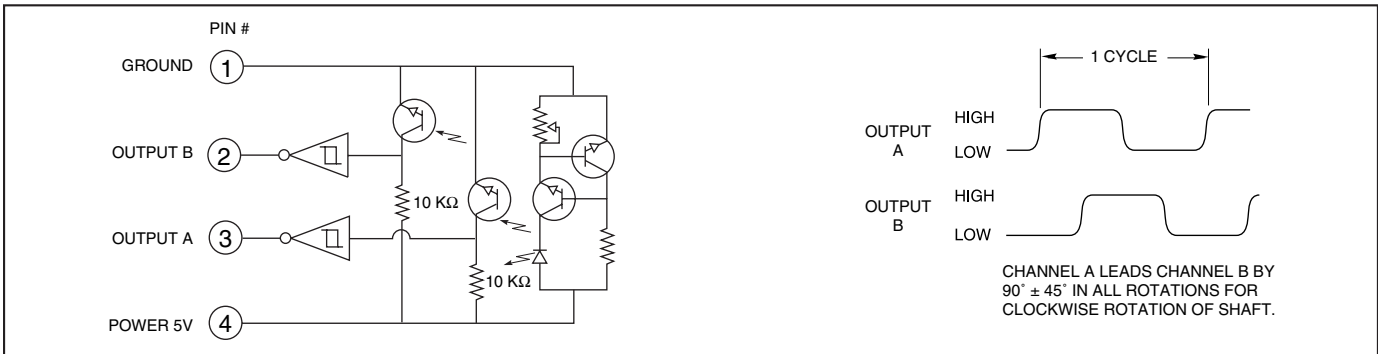 PIN #
GROUND 1
OUTPUT B 2
10 KΩ
OUTPUT A 3
10 KΩ
POWER 5V 4
1 CYCLE
OUTPUT
A
HIGH
LOW
OUTPUT
B
HIGH
LOW
CHANNEL A LEADS CHANNEL B BY
90° ± 45° IN ALL ROTATIONS FOR
CLOCKWISE ROTATION OF SHAFT.